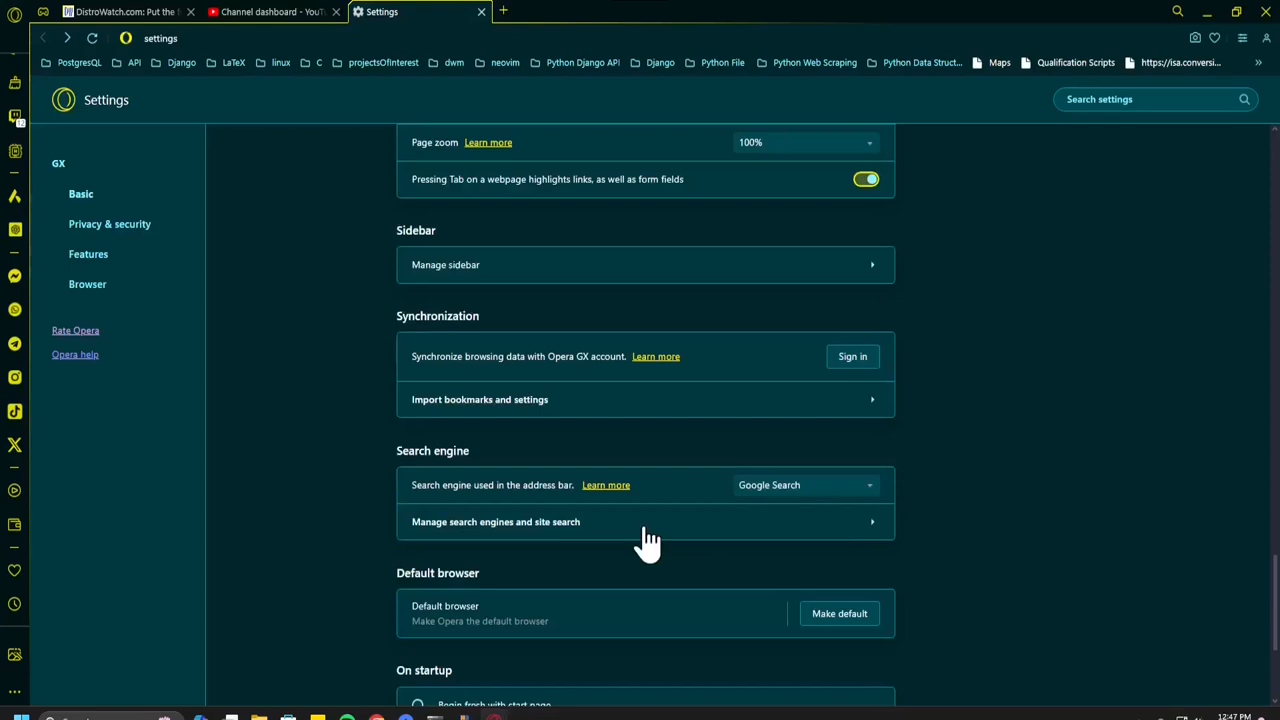 DistroWatch.com: Put the
Channel dashboard - YouT
Settings
settings
PostgresQL
API
Django
LaTeX
linux
C
projectsOfInterest
dwm
neovim
Python Django API
Django
Python File
Python Web Scraping
Python Data Struct...
Maps
Qualification Scripts
https://isa.conversi...
Settings
Search settings
12
GX
Basic
Privacy & security
Features
Browser
Rate Opera
Opera help
Page zoom Learn more
100%
Pressing Tab on a webpage highlights links, as well as form fields
Sidebar
Manage sidebar
Synchronization
Synchronize browsing data with Opera GX account. Learn more
Sign in
Import bookmarks and settings
Search engine
Search engine used in the address bar. Learn more
Google Search
Manage search engines and site search
Default browser
Default browser
Make Opera the default browser
Make default
On startup
Begin fresh with start page
12:47 PM